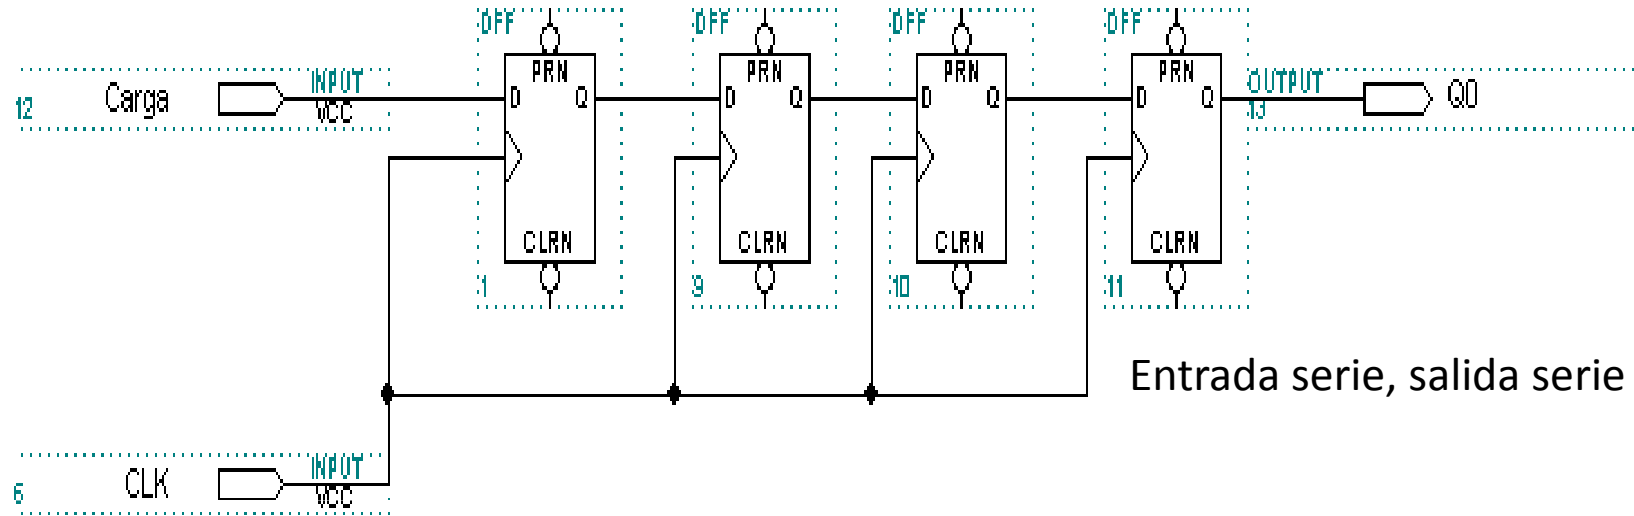 DFF DFF DFF DFF
PRN PRN PRN PRN
INPUT OUTPUT
Carga D Q D Q D Q D Q Q0
12 VCC 13
CLRN CLRN CLRN CLRN
1 9 10 11
Entrada serie, salida serie
INPUT
CLK
6 VCC